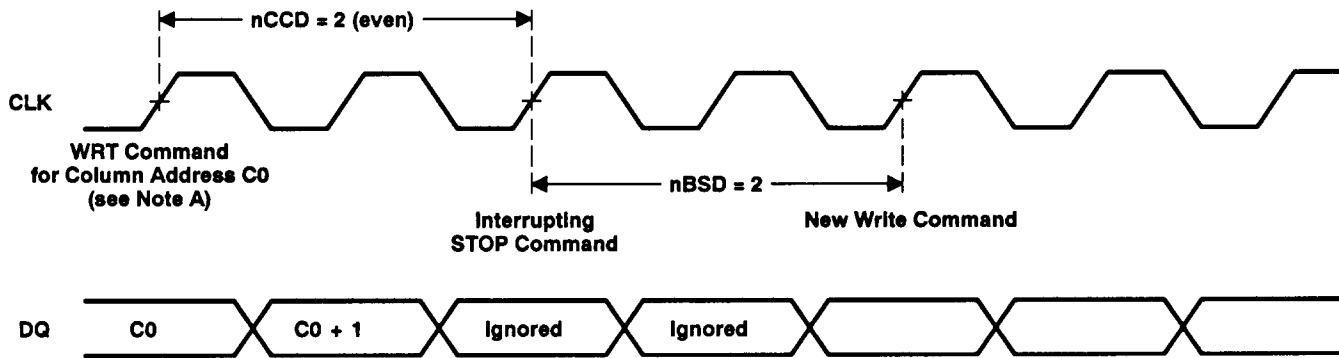 nCCD = 2 (even)
CLK
WRT Command
for Column Address C0
(see Note A)
nBSD = 2
Interrupting
STOP Command
New Write Command
DQ
C0
C0 + 1
Ignored
Ignored